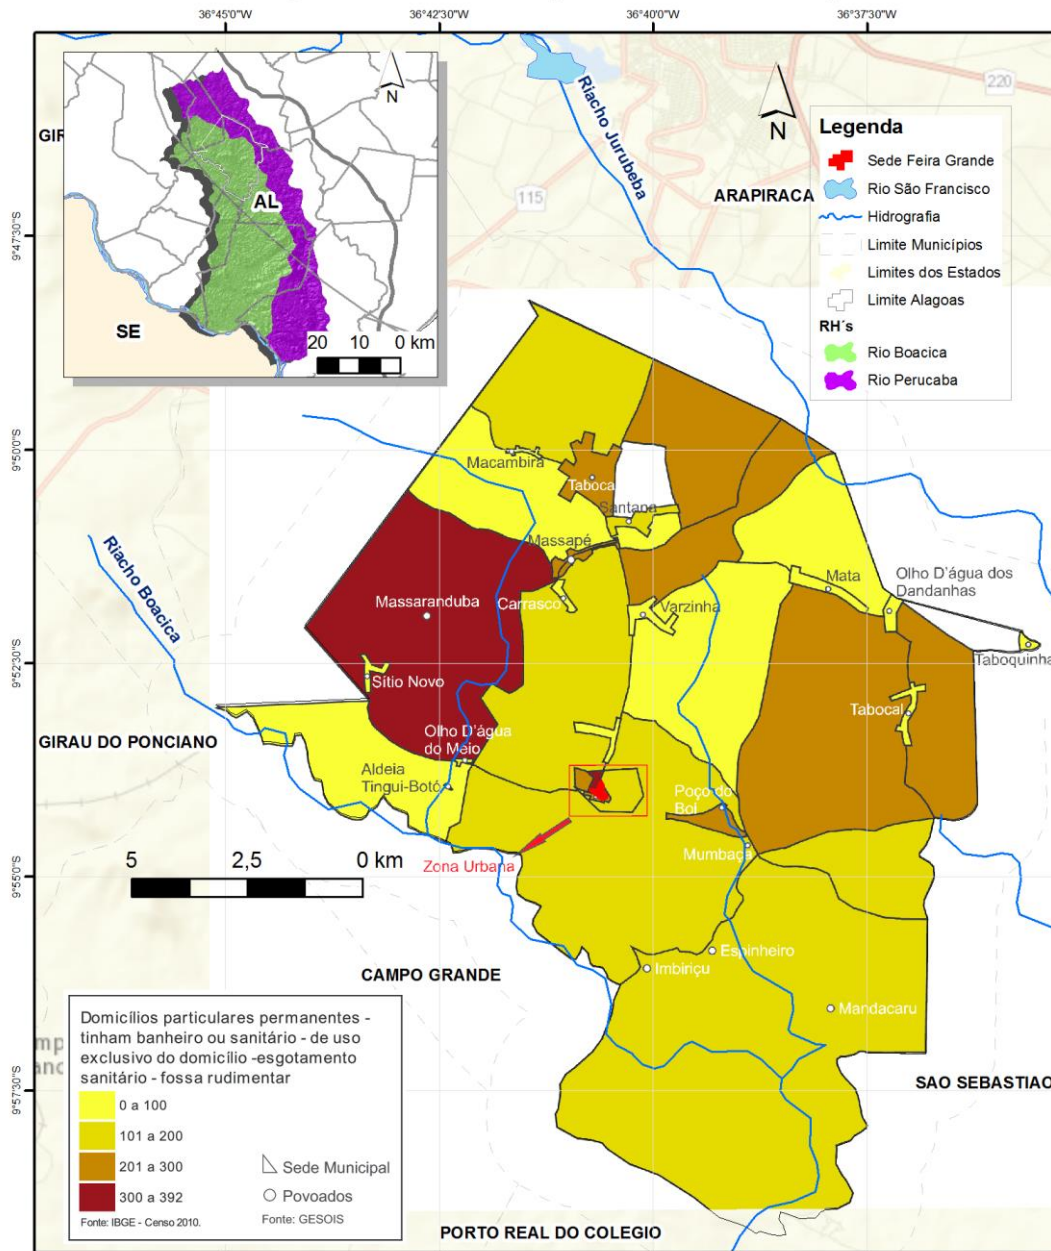 36°45'0"W
36°42'30"W
36°40'0"W
36°37'30"W
9°47'30"S
9°50'0"S
9°52'30"S
9°55'0"S
9°57'30"S
GIR
N
AL
SE
20 10 0 km
Riacho Jurubeba
115
220
ARAPIRACA
N
Legenda
Sede Feira Grande
Rio São Francisco
Hidrografia
Limite Municípios
Limites dos Estados
Limite Alagoas
RH´s
Rio Boacica
Rio Perucaba
Macambira
Taboca
Santana
Massapé
Carrasco
Varzinha
Mata
Olho D'água dos
Dandanhas
Taboquinha
Tabocal
Riacho Boacica
Massaranduba
Sítio Novo
Olho D'água
do Meio
GIRAU DO PONCIANO
Aldeia
Tingui-Botó
Poço do
Boi
Mumbaça
Zona Urbana
5 2,5 0 km
Espinheiro
Imbiriçu
Mandacaru
CAMPO GRANDE
SAO SEBASTIAO
PORTO REAL DO COLEGIO
mp
anc
Domicílios particulares permanentes -
tinham banheiro ou sanitário - de uso
exclusivo do domicílio -esgotamento
sanitário - fossa rudimentar
0 a 100
101 a 200
201 a 300
300 a 392
Sede Municipal
Povoados
Fonte: IBGE - Censo 2010.
Fonte: GESOIS